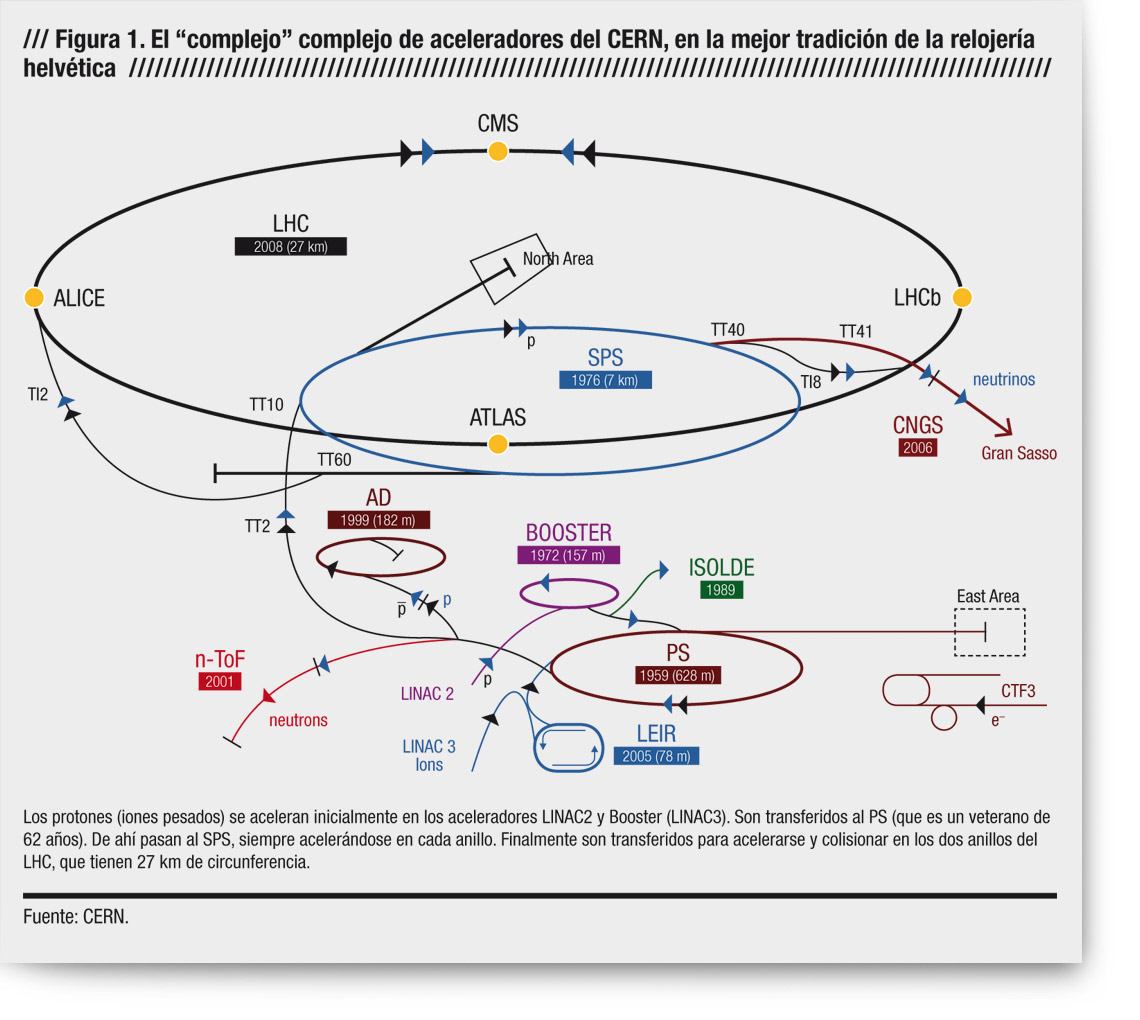 /// Figura 1. El “complejo” complejo de aceleradores del CERN, en la mejor tradición de la relojería
helvética ////////////////////////////////////////////////////////////////////////////////////////////////////////////
CMS
LHC
2008 (27 km)
North Area
ALICE
LHCb
TT40
TT41
p
SPS
1976 (7 km)
TI8
neutrinos
TI2
TT10
ATLAS
CNGS
2006
Gran Sasso
TT60
AD
1999 (182 m)
TT2
BOOSTER
1972 (157 m)
ISOLDE
1989
p̅
p
East Area
n-ToF
2001
PS
1959 (628 m)
LINAC 2
p
CTF3
e⁻
neutrons
LEIR
2005 (78 m)
LINAC 3
Ions
Los protones (iones pesados) se aceleran inicialmente en los aceleradores LINAC2 y Booster (LINAC3). Son transferidos al PS (que es un veterano de
62 años). De ahí pasan al SPS, siempre acelerándose en cada anillo. Finalmente son transferidos para acelerarse y colisionar en los dos anillos del
LHC, que tienen 27 km de circunferencia.
Fuente: CERN.